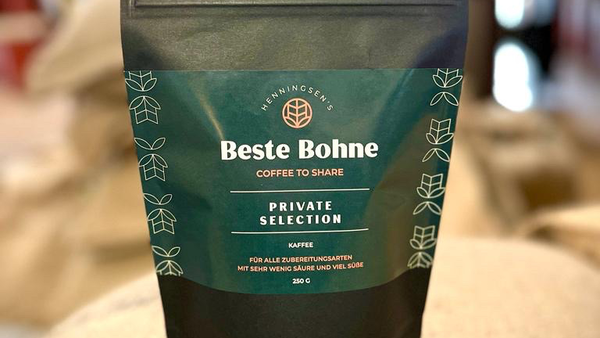 HENNINGSEN'S
Beste Bohne
COFFEE TO SHARE
PRIVATE
SELECTION
KAFFEE
FÜR ALLE ZUBEREITUNGSARTEN
MIT SEHR WENIG SÄURE UND VIEL SÜßE
250 G